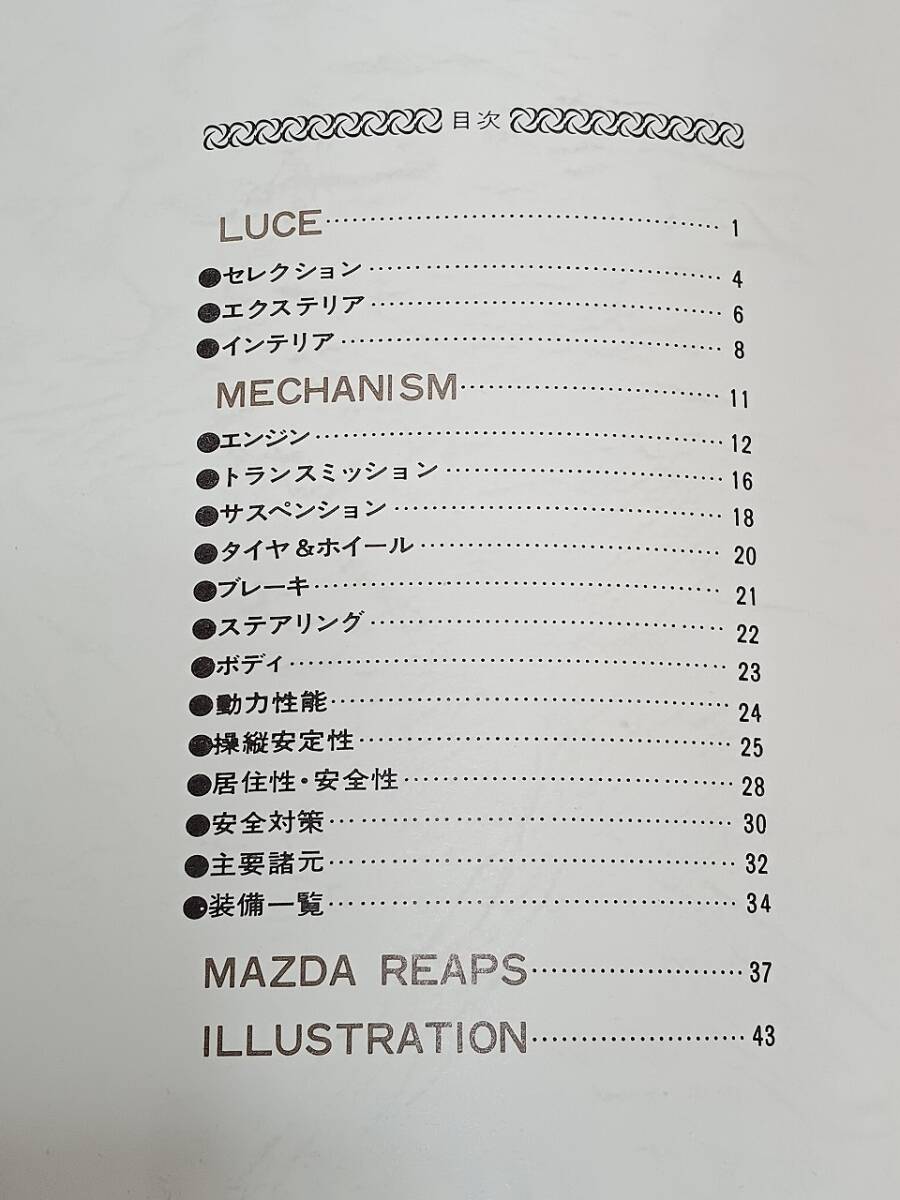 目次
LUCE 1
●セレクション 4
●エクステリア 6
●インテリア 8
MECHANISM 11
●エンジン 12
●トランスミッション 16
●サスペンション 18
●タイヤ&ホイール 20
●ブレーキ 21
●ステアリング 22
●ボディ 23
●動力性能 24
●操縦安定性 25
●居住性・安全性 28
●安全対策 30
●主要諸元 32
●装備一覧 34
MAZDA REAPS 37
ILLUSTRATION 43